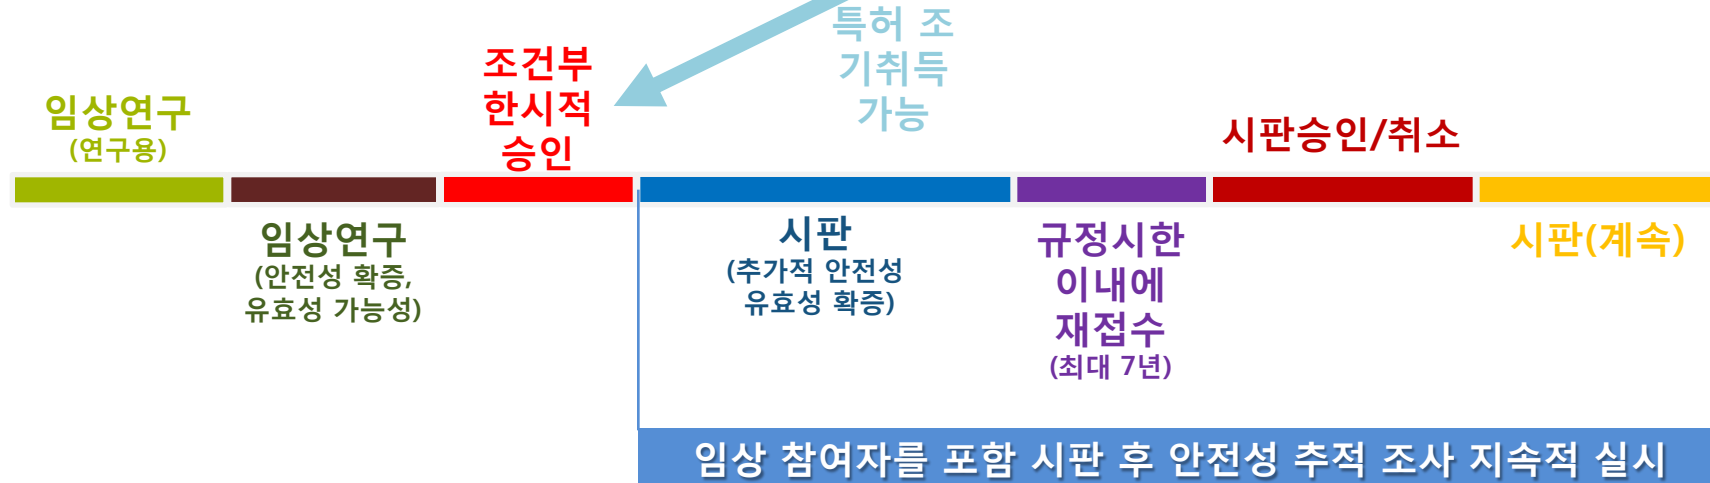 특허 조
기취득
가능
조건부
한시적
승인
임상연구
(연구용)
시판승인/취소
임상연구
(안전성 확증,
유효성 가능성)
시판
(추가적 안전성
유효성 확증)
규정시한
이내에
재접수
(최대 7년)
시판(계속)
임상 참여자를 포함 시판 후 안전성 추적 조사 지속적 실시